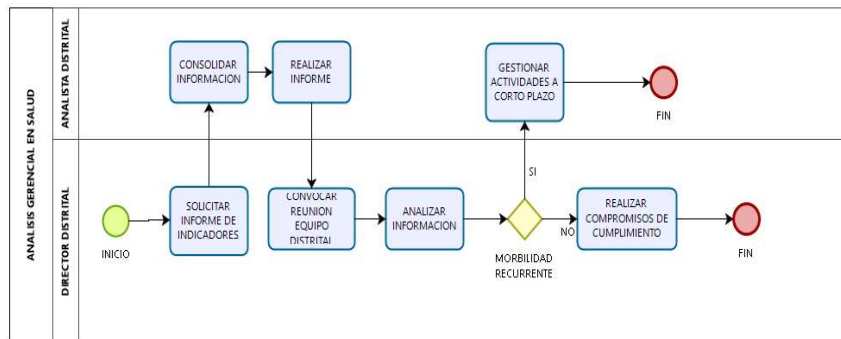 ANALISIS GERENCIAL EN SALUD
ANALISTA DISTRITAL
CONSOLIDAR
INFORMACION
REALIZAR
INFORME
GESTIONAR
ACTIVIDADES A
CORTO PLAZO
FIN
DIRECTOR DISTRITAL
INICIO
SOLICITAR
INFORME DE
INDICADORES
CONVOCAR
REUNION
EQUIPO
DISTRITAL
ANALIZAR
INFORMACION
SI
MORBILIDAD
RECURRENTE
NO
REALIZAR
COMPROMISOS DE
CUMPLIMIENTO
FIN